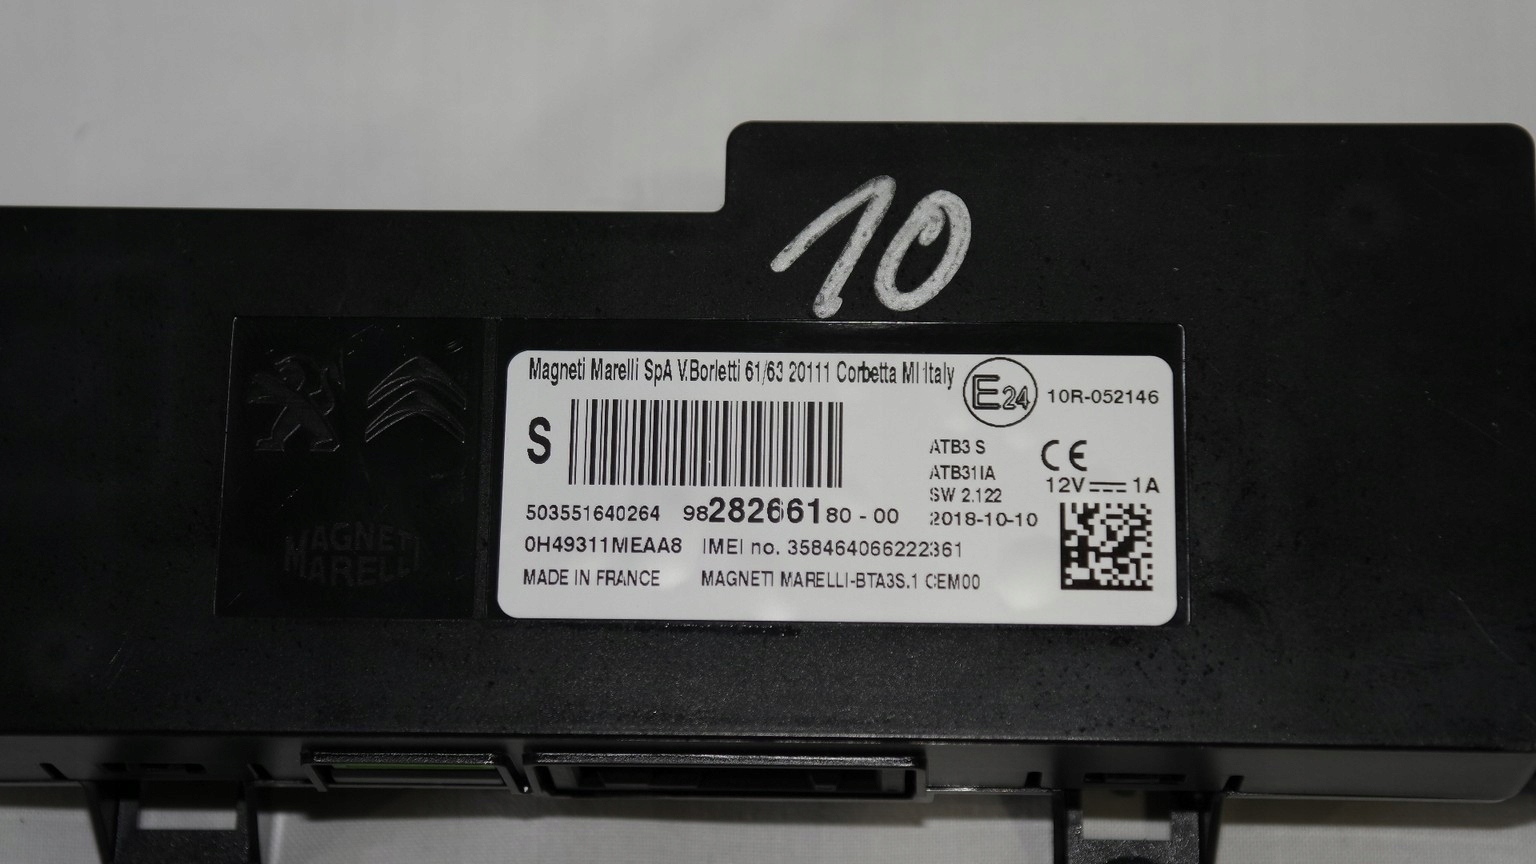 10
Magneti Marelli SpA V.Borletti 61/63 20111 Corbetta MI Italy
E24
10R-052146
S
ATB3 S
ATB31IA
SW 2.122
2018-10-10
CE
12V 1A
503551640264 9828266180 - 00
0H49311MEAA8 IMEI no. 358464066222361
MADE IN FRANCE MAGNETI MARELLI-BTA3S.1 CEM00
MAGNETI
MARELLI